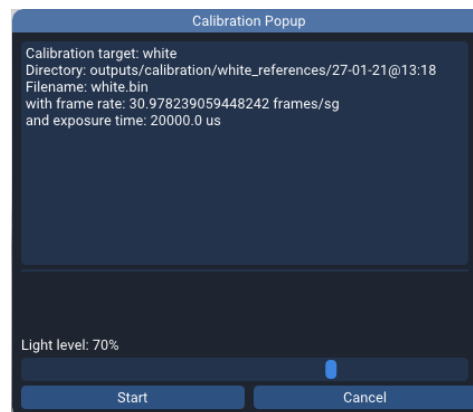 Calibration Popup
Calibration target: white
Directory: outputs/calibration/white_references/27-01-21@13:18
Filename: white.bin
with frame rate: 30.978239059448242 frames/sg
and exposure time: 20000.0 us
Light level: 70%
Start Cancel